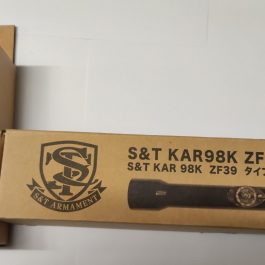 S&T KAR98K ZF
S&T KAR 98K ZF39 タイプ
S&T ARMAMENT